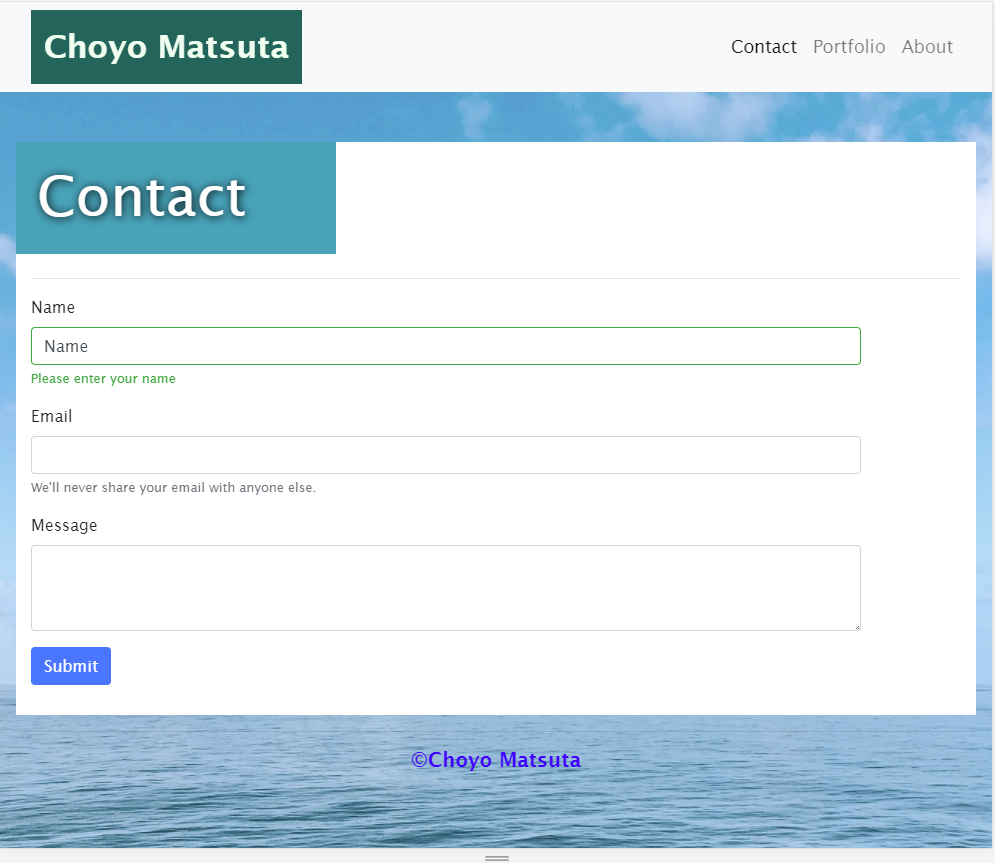 Choyo Matsuta
Contact Portfolio About
Contact
Name
Name
Please enter your name
Email
We'll never share your email with anyone else.
Message
Submit
©Choyo Matsuta